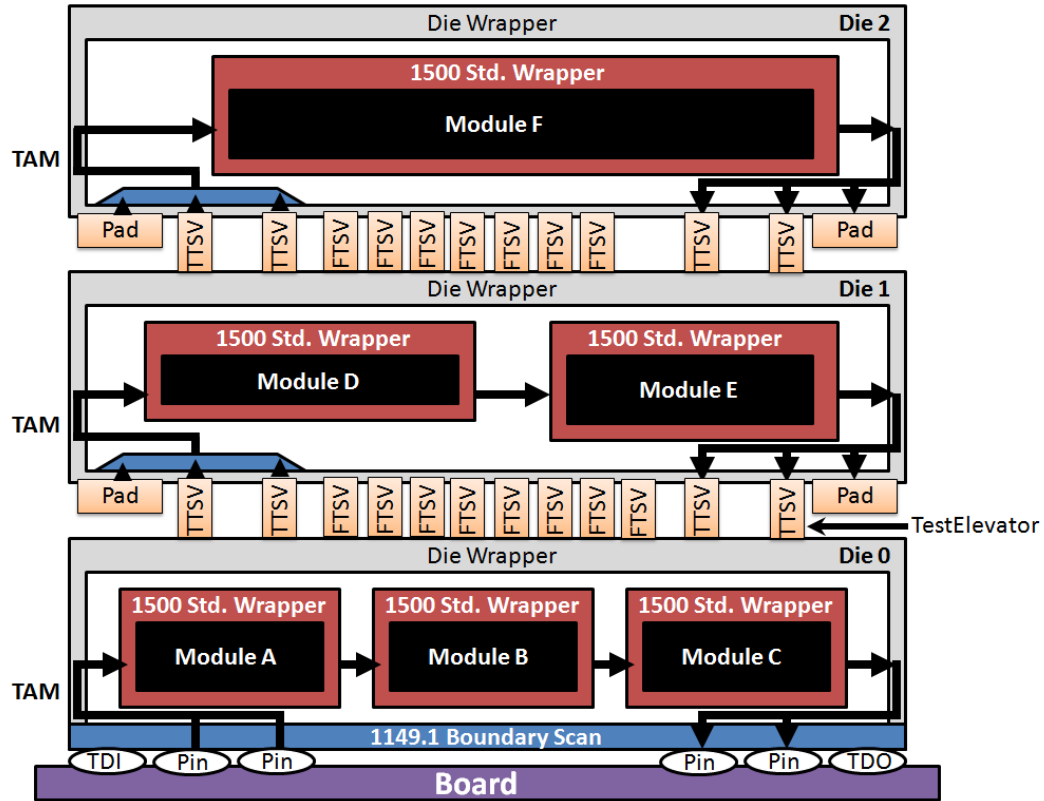 Die Wrapper Die 2
1500 Std. Wrapper
Module F
TAM
Pad TTSV TTSV FTSV FTSV FTSV FTSV FTSV FTSV FTSV TTSV TTSV Pad
Die Wrapper Die 1
1500 Std. Wrapper 1500 Std. Wrapper
Module D Module E
TAM
Pad TTSV TTSV FTSV FTSV FTSV FTSV FTSV FTSV FTSV FTSV TTSV TTSV Pad
TestElevator
Die Wrapper Die 0
1500 Std. Wrapper 1500 Std. Wrapper 1500 Std. Wrapper
Module A Module B Module C
TAM
1149.1 Boundary Scan
TDI Pin Pin Pin Pin TDO
Board